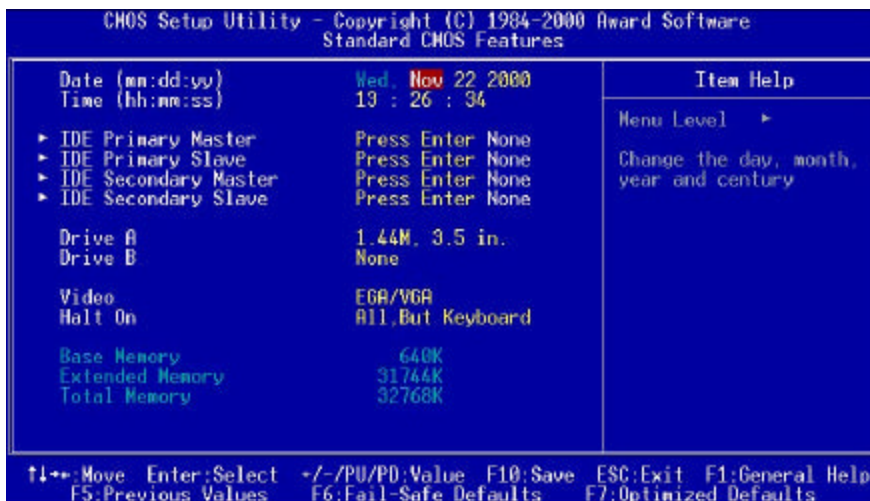 CMOS Setup Utility - Copyright (C) 1984-2000 Award Software
Standard CMOS Features
Date (mm:dd:yy) Wed, Nov 22 2000
Time (hh:mm:ss) 13 : 26 : 34
► IDE Primary Master Press Enter None
► IDE Primary Slave Press Enter None
► IDE Secondary Master Press Enter None
► IDE Secondary Slave Press Enter None
Drive A 1.44M, 3.5 in.
Drive B None
Video EGA/VGA
Halt On All,But Keyboard
Base Memory 640K
Extended Memory 31744K
Total Memory 32768K
Item Help
Menu Level ►
Change the day, month,
year and century
↑↓→←:Move Enter:Select +/-/PU/PD:Value F10:Save ESC:Exit F1:General Help
F5:Previous Values F6:Fail-Safe Defaults F7:Optimized Defaults